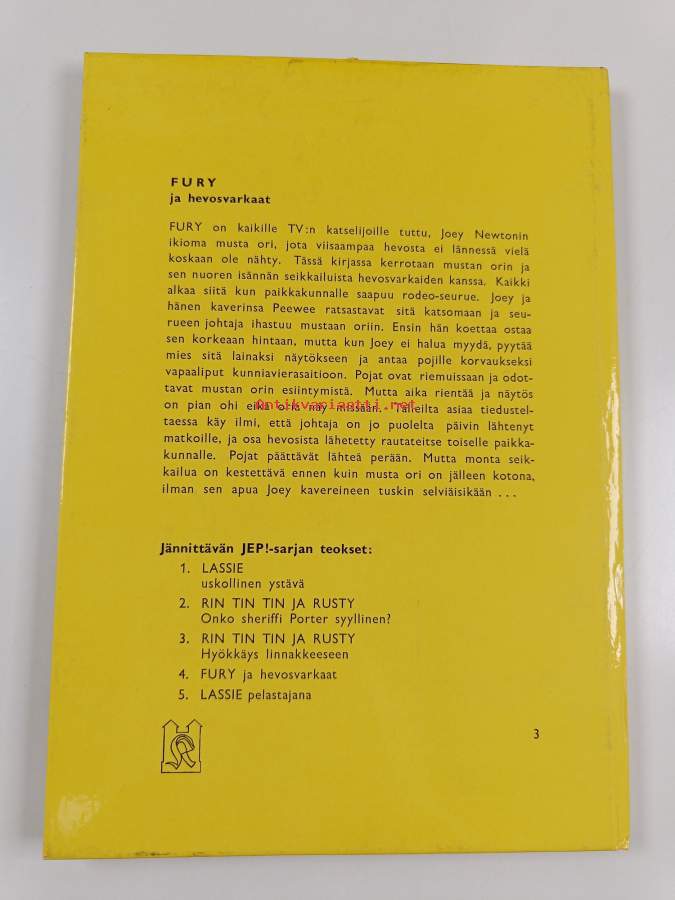 FURY
ja hevosvarkaat
FURY on kaikille TV:n katselijoille tuttu, Joey Newtonin
ikioma musta ori, jota viisaampaa hevosta ei lännessä vielä
koskaan ole nähty. Tässä kirjassa kerrotaan mustan orin ja
sen nuoren isännän seikkailuista hevosvarkaiden kanssa. Kaikki
alkaa siitä kun paikkakunnalle saapuu rodeo-seurue. Joey ja
hänen kaverinsa Peewee ratsastavat sitä katsomaan ja seu-
rueen johtaja ihastuu mustaan oriin. Ensin hän koettaa ostaa
sen korkeaan hintaan, mutta kun Joey ei halua myydä, pyytää
mies sitä lainaksi näytökseen ja antaa pojille korvaukseksi
vapaaliput kunniavierasaitioon. Pojat ovat riemuissaan ja odot-
tavat mustan orin esiintymistä. Mutta aika rientää ja näytös
on pian ohi eikä oria näy missään. Talleilta asiaa tiedustel-
Antikvariaatti.net
taessa käy ilmi, että johtaja on jo puolelta päivin lähtenyt
matkoille, ja osa hevosista lähetetty rautateitse toiselle paikka-
kunnalle. Pojat päättävät lähteä perään. Mutta monta seik-
kailua on kestettävä ennen kuin musta ori on jälleen kotona,
ilman sen apua Joey kavereineen tuskin selviäisikään ...
Jännittävän JEP!-sarjan teokset:
1. LASSIE
uskollinen ystävä
2. RIN TIN TIN JA RUSTY
Onko sheriffi Porter syyllinen?
3. RIN TIN TIN JA RUSTY
Hyökkäys linnakkeeseen
4. FURY ja hevosvarkaat
5. LASSIE pelastajana
K
3